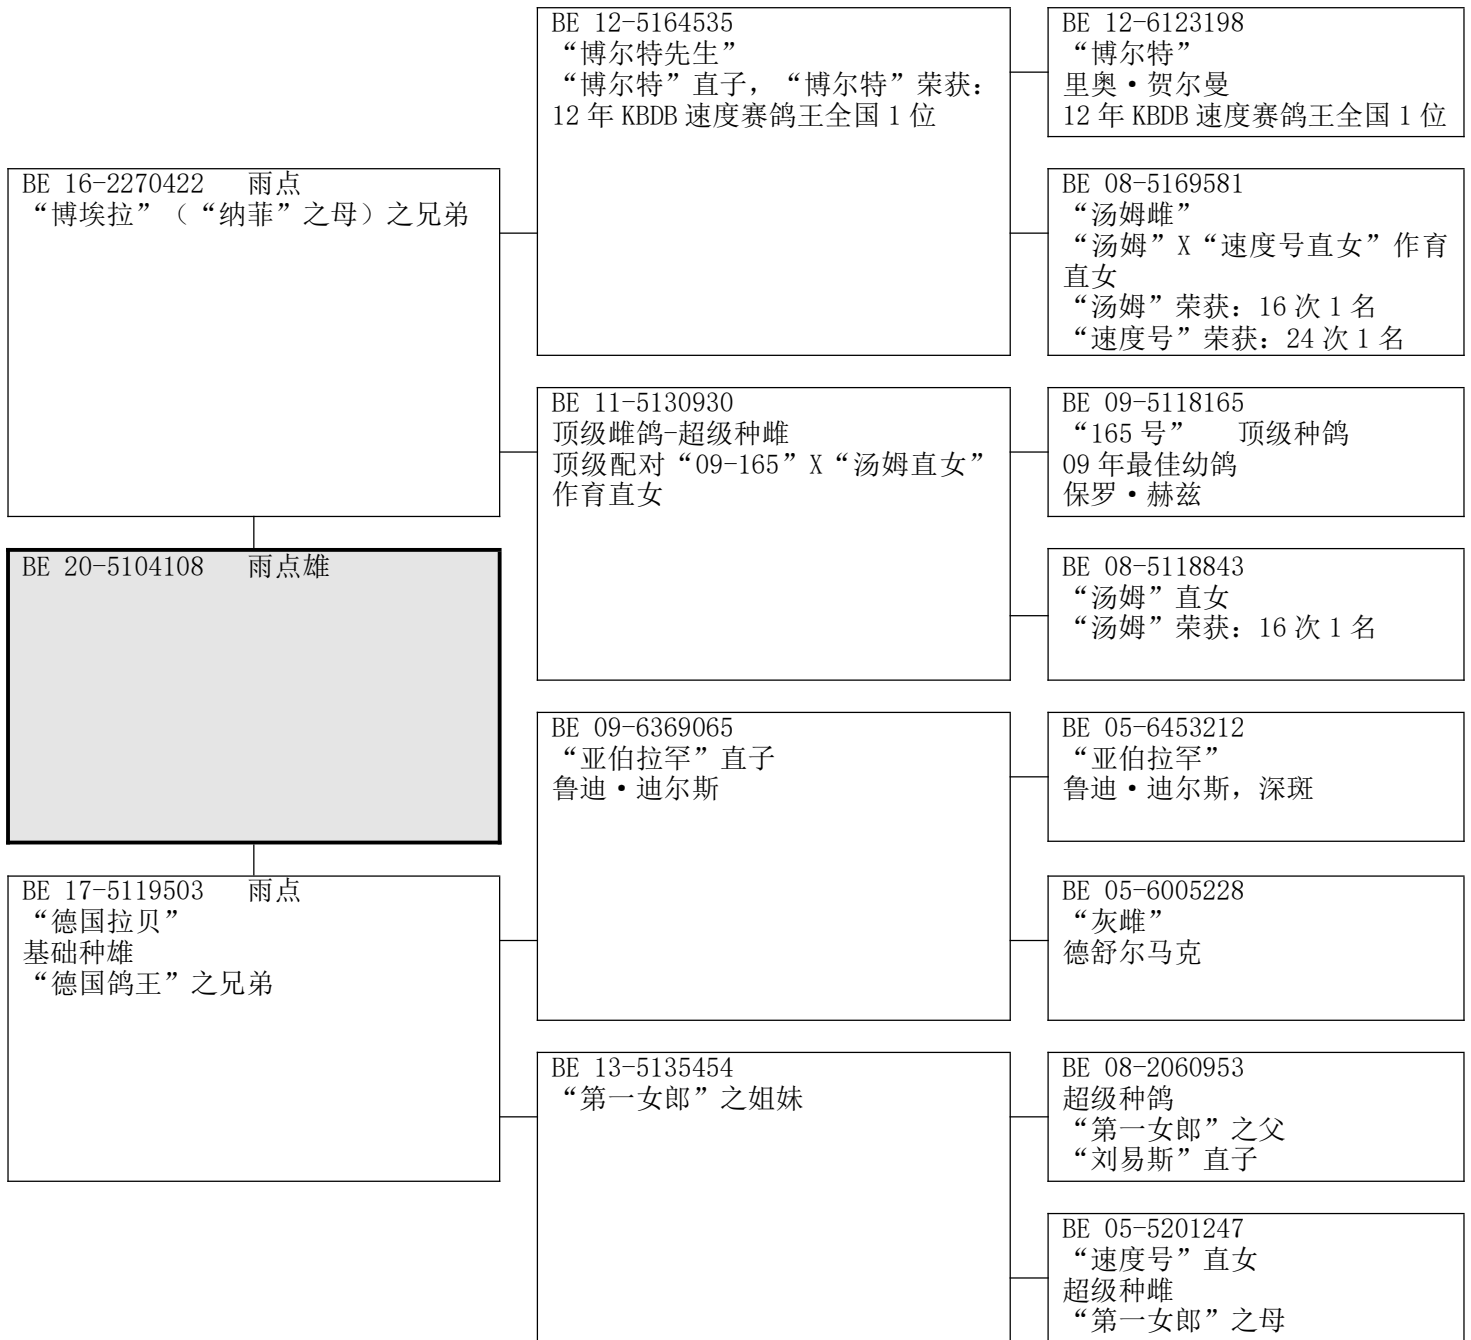 BE 12-5164535
“博尔特先生”
“博尔特”直子，“博尔特”荣获：
12 年 KBDB 速度赛鸽王全国 1 位
BE 12-6123198
“博尔特”
里奥·贺尔曼
12 年 KBDB 速度赛鸽王全国 1 位
BE 16-2270422 雨点
“博埃拉”（“纳菲”之母）之兄弟
BE 08-5169581
“汤姆雌”
“汤姆”X“速度号直女”作育
直女
“汤姆”荣获：16 次 1 名
“速度号”荣获：24 次 1 名
BE 11-5130930
顶级雌鸽-超级种雌
顶级配对“09-165”X“汤姆直女”
作育直女
BE 09-5118165
“165 号” 顶级种鸽
09 年最佳幼鸽
保罗·赫兹
BE 20-5104108 雨点雄
BE 08-5118843
“汤姆”直女
“汤姆”荣获：16 次 1 名
BE 09-6369065
“亚伯拉罕”直子
鲁迪·迪尔斯
BE 05-6453212
“亚伯拉罕”
鲁迪·迪尔斯，深斑
BE 17-5119503 雨点
“德国拉贝”
基础种雄
“德国鸽王”之兄弟
BE 05-6005228
“灰雌”
德舒尔马克
BE 13-5135454
“第一女郎”之姐妹
BE 08-2060953
超级种鸽
“第一女郎”之父
“刘易斯”直子
BE 05-5201247
“速度号”直女
超级种雌
“第一女郎”之母